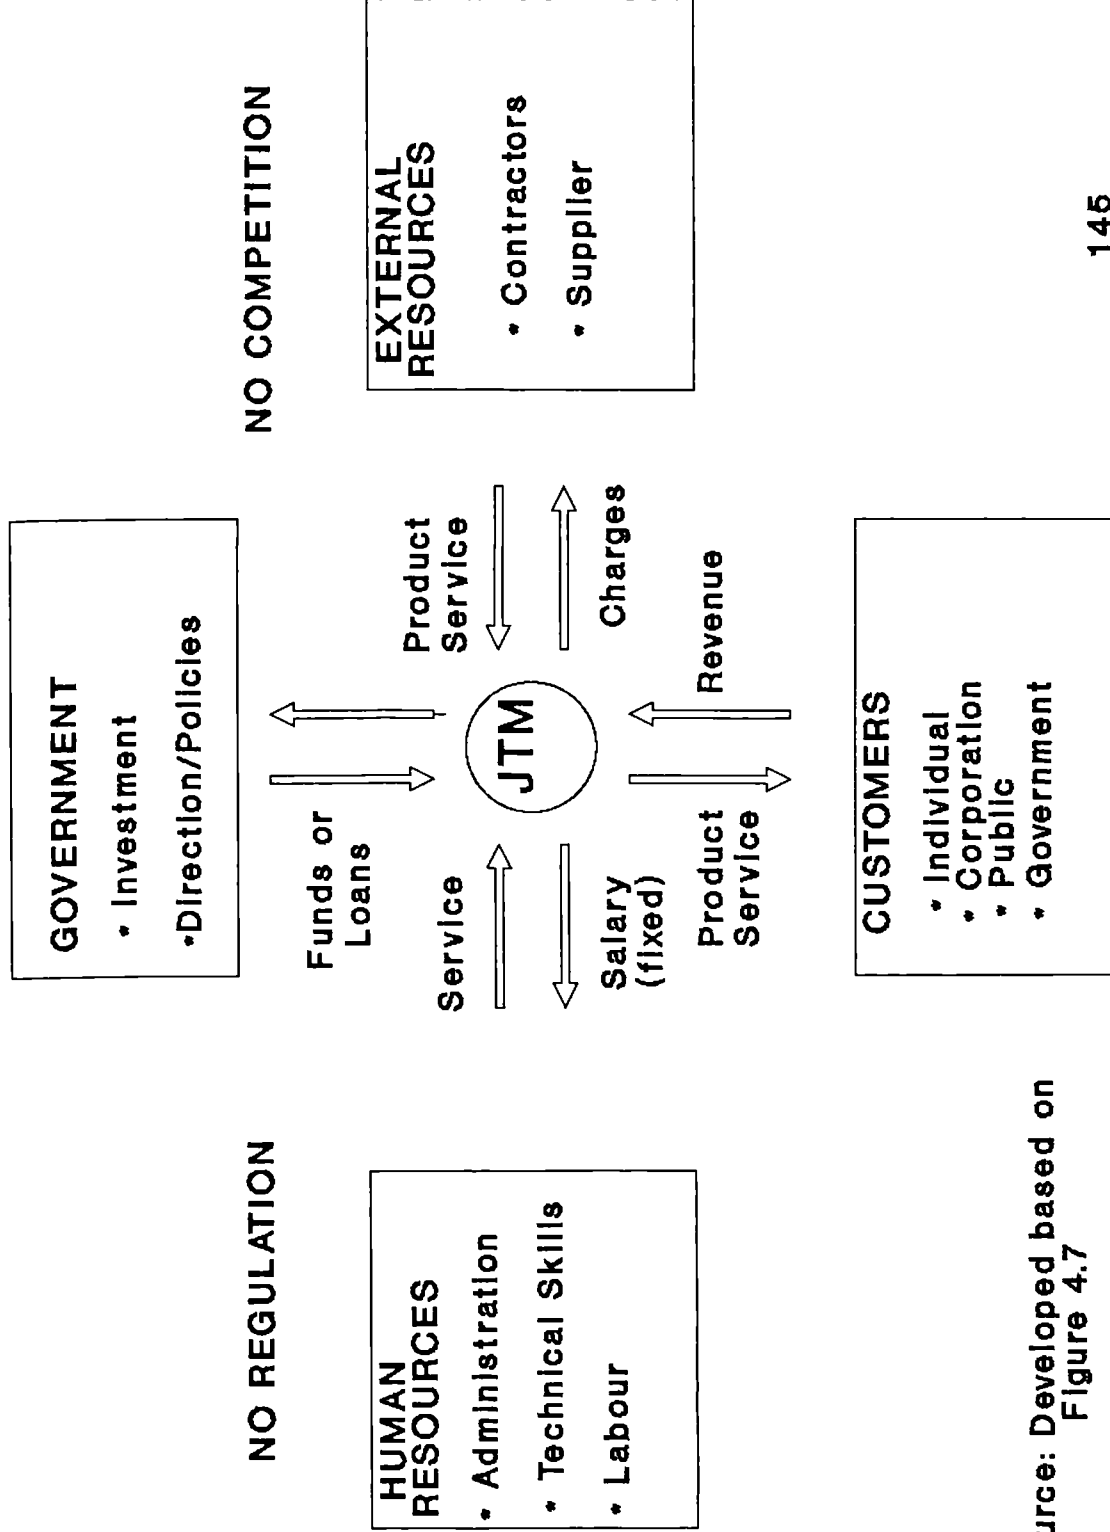 GOVERNMENT
* Investment
*Direction/Policies
NO REGULATION
NO COMPETITION
Funds or
Loans
HUMAN
RESOURCES
* Administration
* Technical Skills
* Labour
Service
Salary
(fixed)
JTM
Product
Service
Charges
EXTERNAL
RESOURCES
* Contractors
* Supplier
Product
Service
Revenue
CUSTOMERS
* Individual
* Corporation
* Public
* Government
Developed based on
Figure 4.7
145